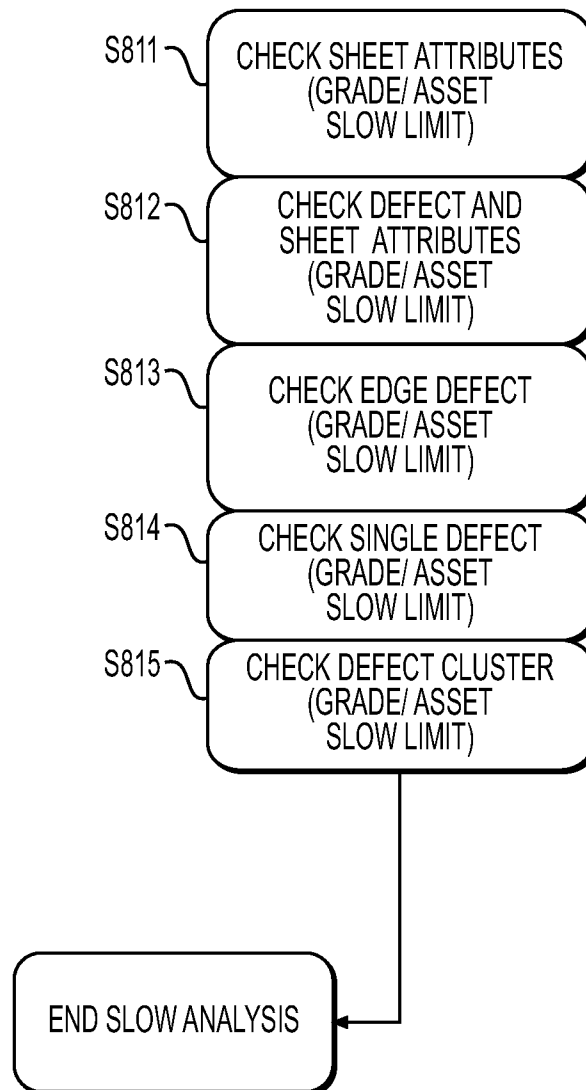 S811
CHECK SHEET ATTRIBUTES
(GRADE/ ASSET
SLOW LIMIT)
S812
CHECK DEFECT AND
SHEET ATTRIBUTES
(GRADE/ ASSET
SLOW LIMIT)
S813
CHECK EDGE DEFECT
(GRADE/ ASSET
SLOW LIMIT)
S814
CHECK SINGLE DEFECT
(GRADE/ ASSET
SLOW LIMIT)
S815
CHECK DEFECT CLUSTER
(GRADE/ ASSET
SLOW LIMIT)
END SLOW ANALYSIS